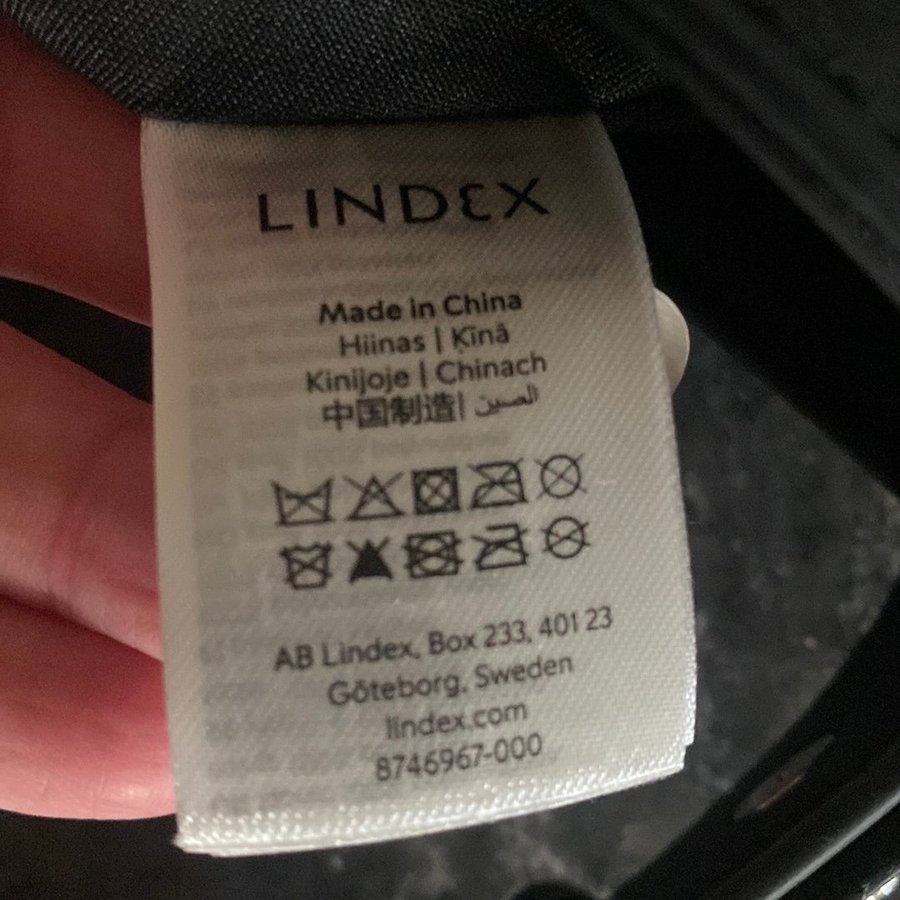 LINDEX
Made in China
Hiinas | Ķīnā
Kinijoje | Chinach
中国制造| الصين
AB Lindex, Box 233, 401 23
Göteborg, Sweden
lindex.com
8746967-000